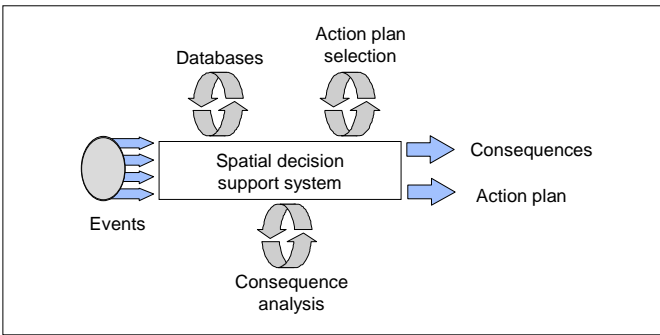 Action plan
selection
Databases
Spatial decision
support system
Consequences
Action plan
Events
Consequence
analysis